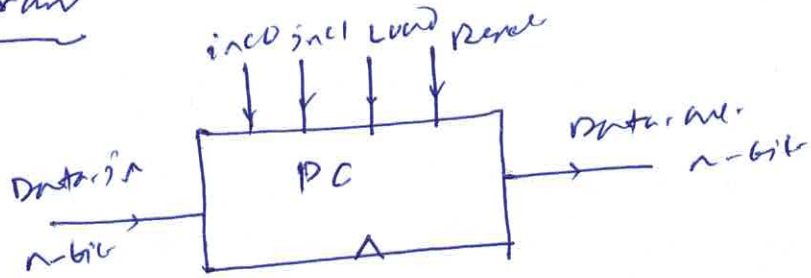 inc0 inc1 Load Reset
Data-in
n-bit
PC
Data-out
n-bit